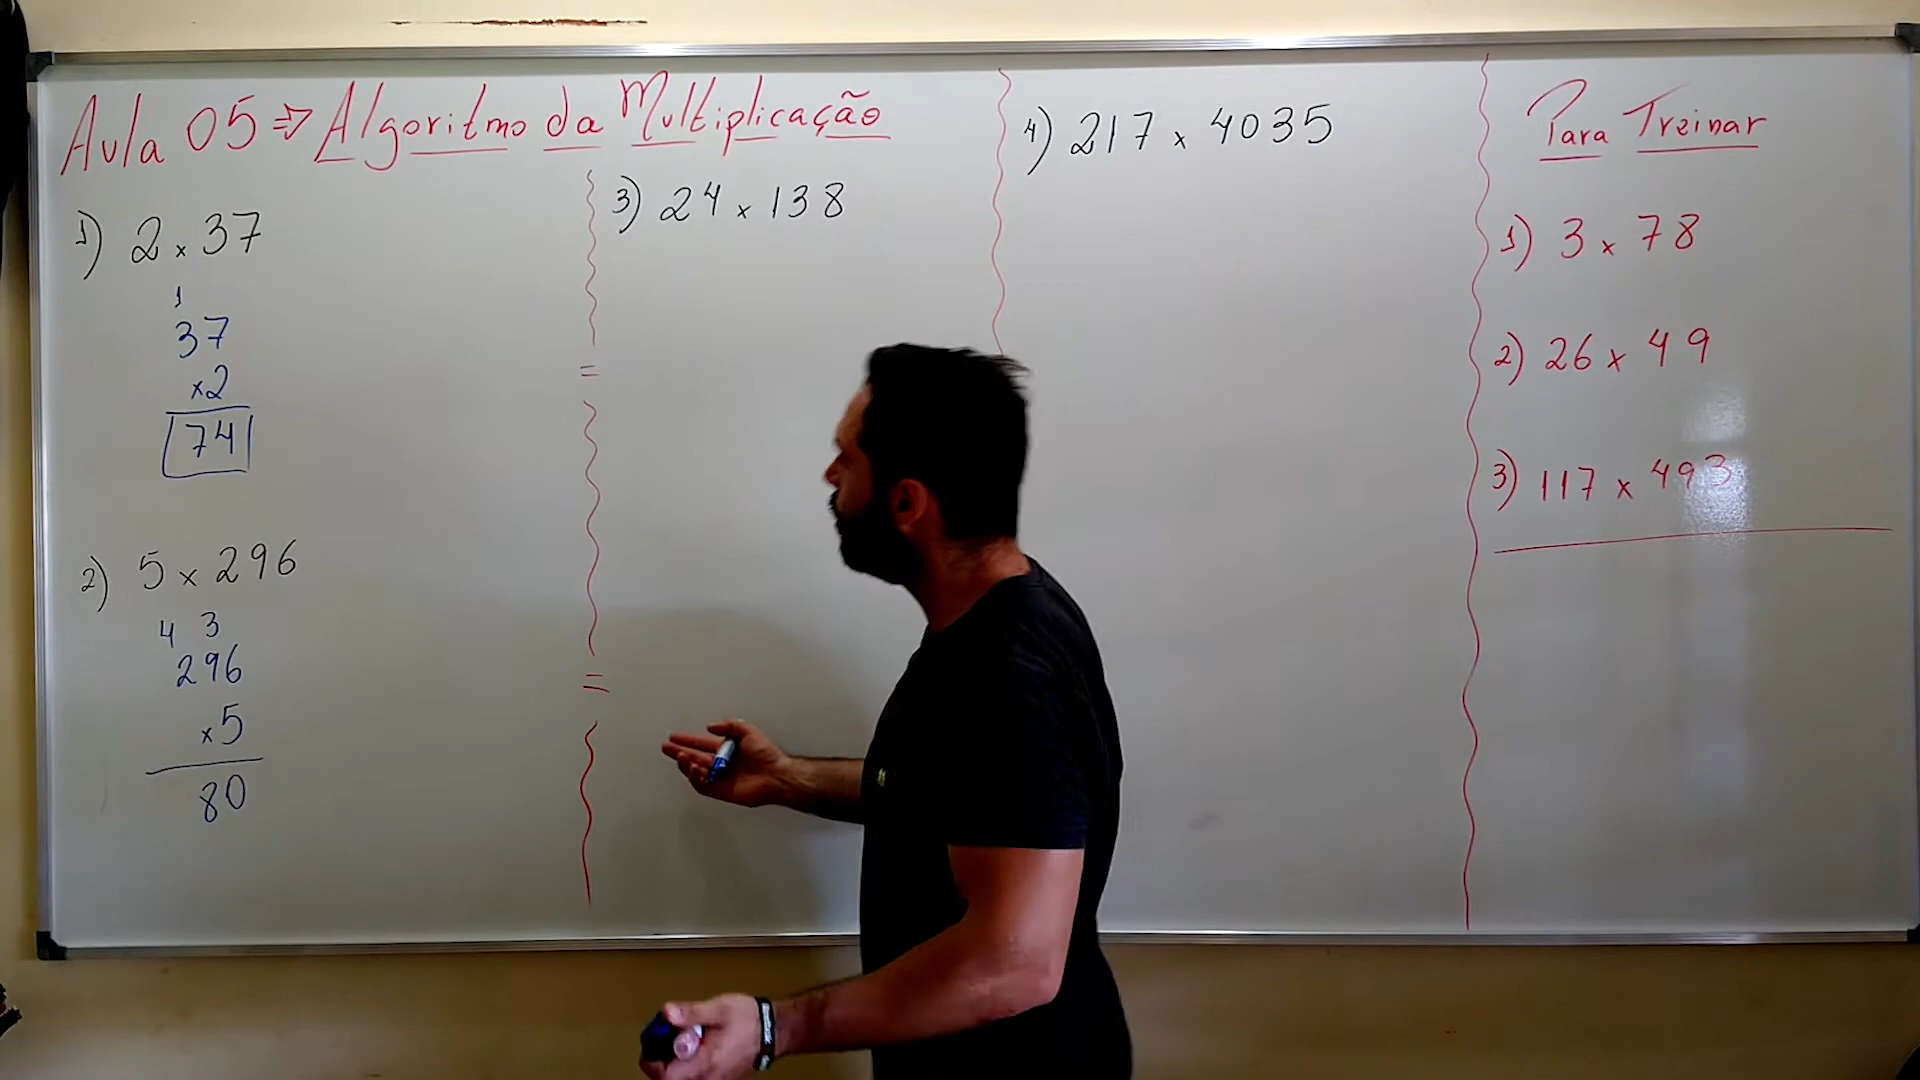 Aula 05 ⇒ Algoritmo da Multiplicação
1) 2 x 37
1
37
x2
74
2) 5 x 296
4 3
296
x5
80
3) 24 x 138
4) 217 x 4035
Para Treinar
1) 3 x 78
2) 26 x 49
3) 117 x 493